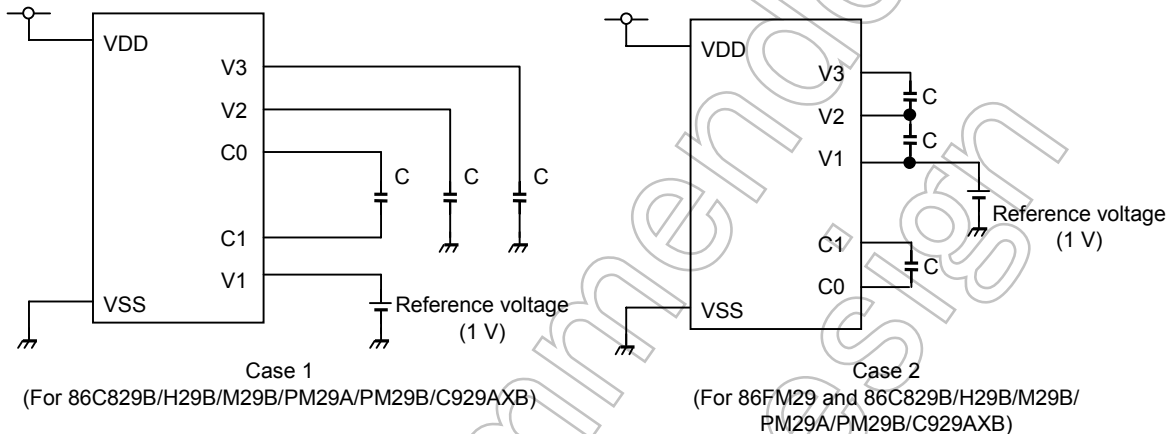 VDD
V3
V2
C0
C
C
C
C1
V1
VSS
Reference voltage
(1 V)
Case 1
(For 86C829B/H29B/M29B/PM29A/PM29B/C929AXB)
VDD
V3
C
V2
C
V1
Reference voltage
(1 V)
C1
C
C0
VSS
Case 2
(For 86FM29 and 86C829B/H29B/M29B/
PM29A/PM29B/C929AXB)